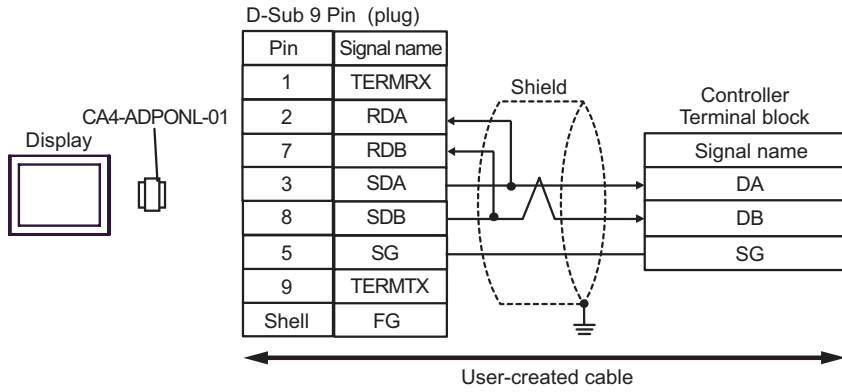 D-Sub 9 Pin (plug)
Pin Signal name
1 TERMRX
2 RDA
7 RDB
3 SDA
8 SDB
5 SG
9 TERMTX
Shell FG
CA4-ADPONL-01
Display
Shield
Controller
Terminal block
Signal name
DA
DB
SG
User-created cable